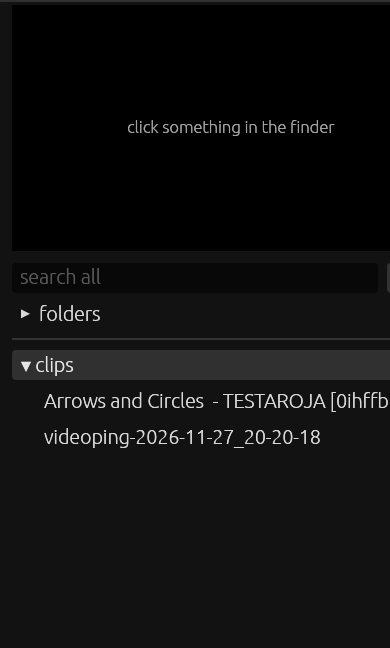 click something in the finder
search all
folders
clips
Arrows and Circles - TESTAROJA [0ihffb
videoping-2026-11-27_20-20-18